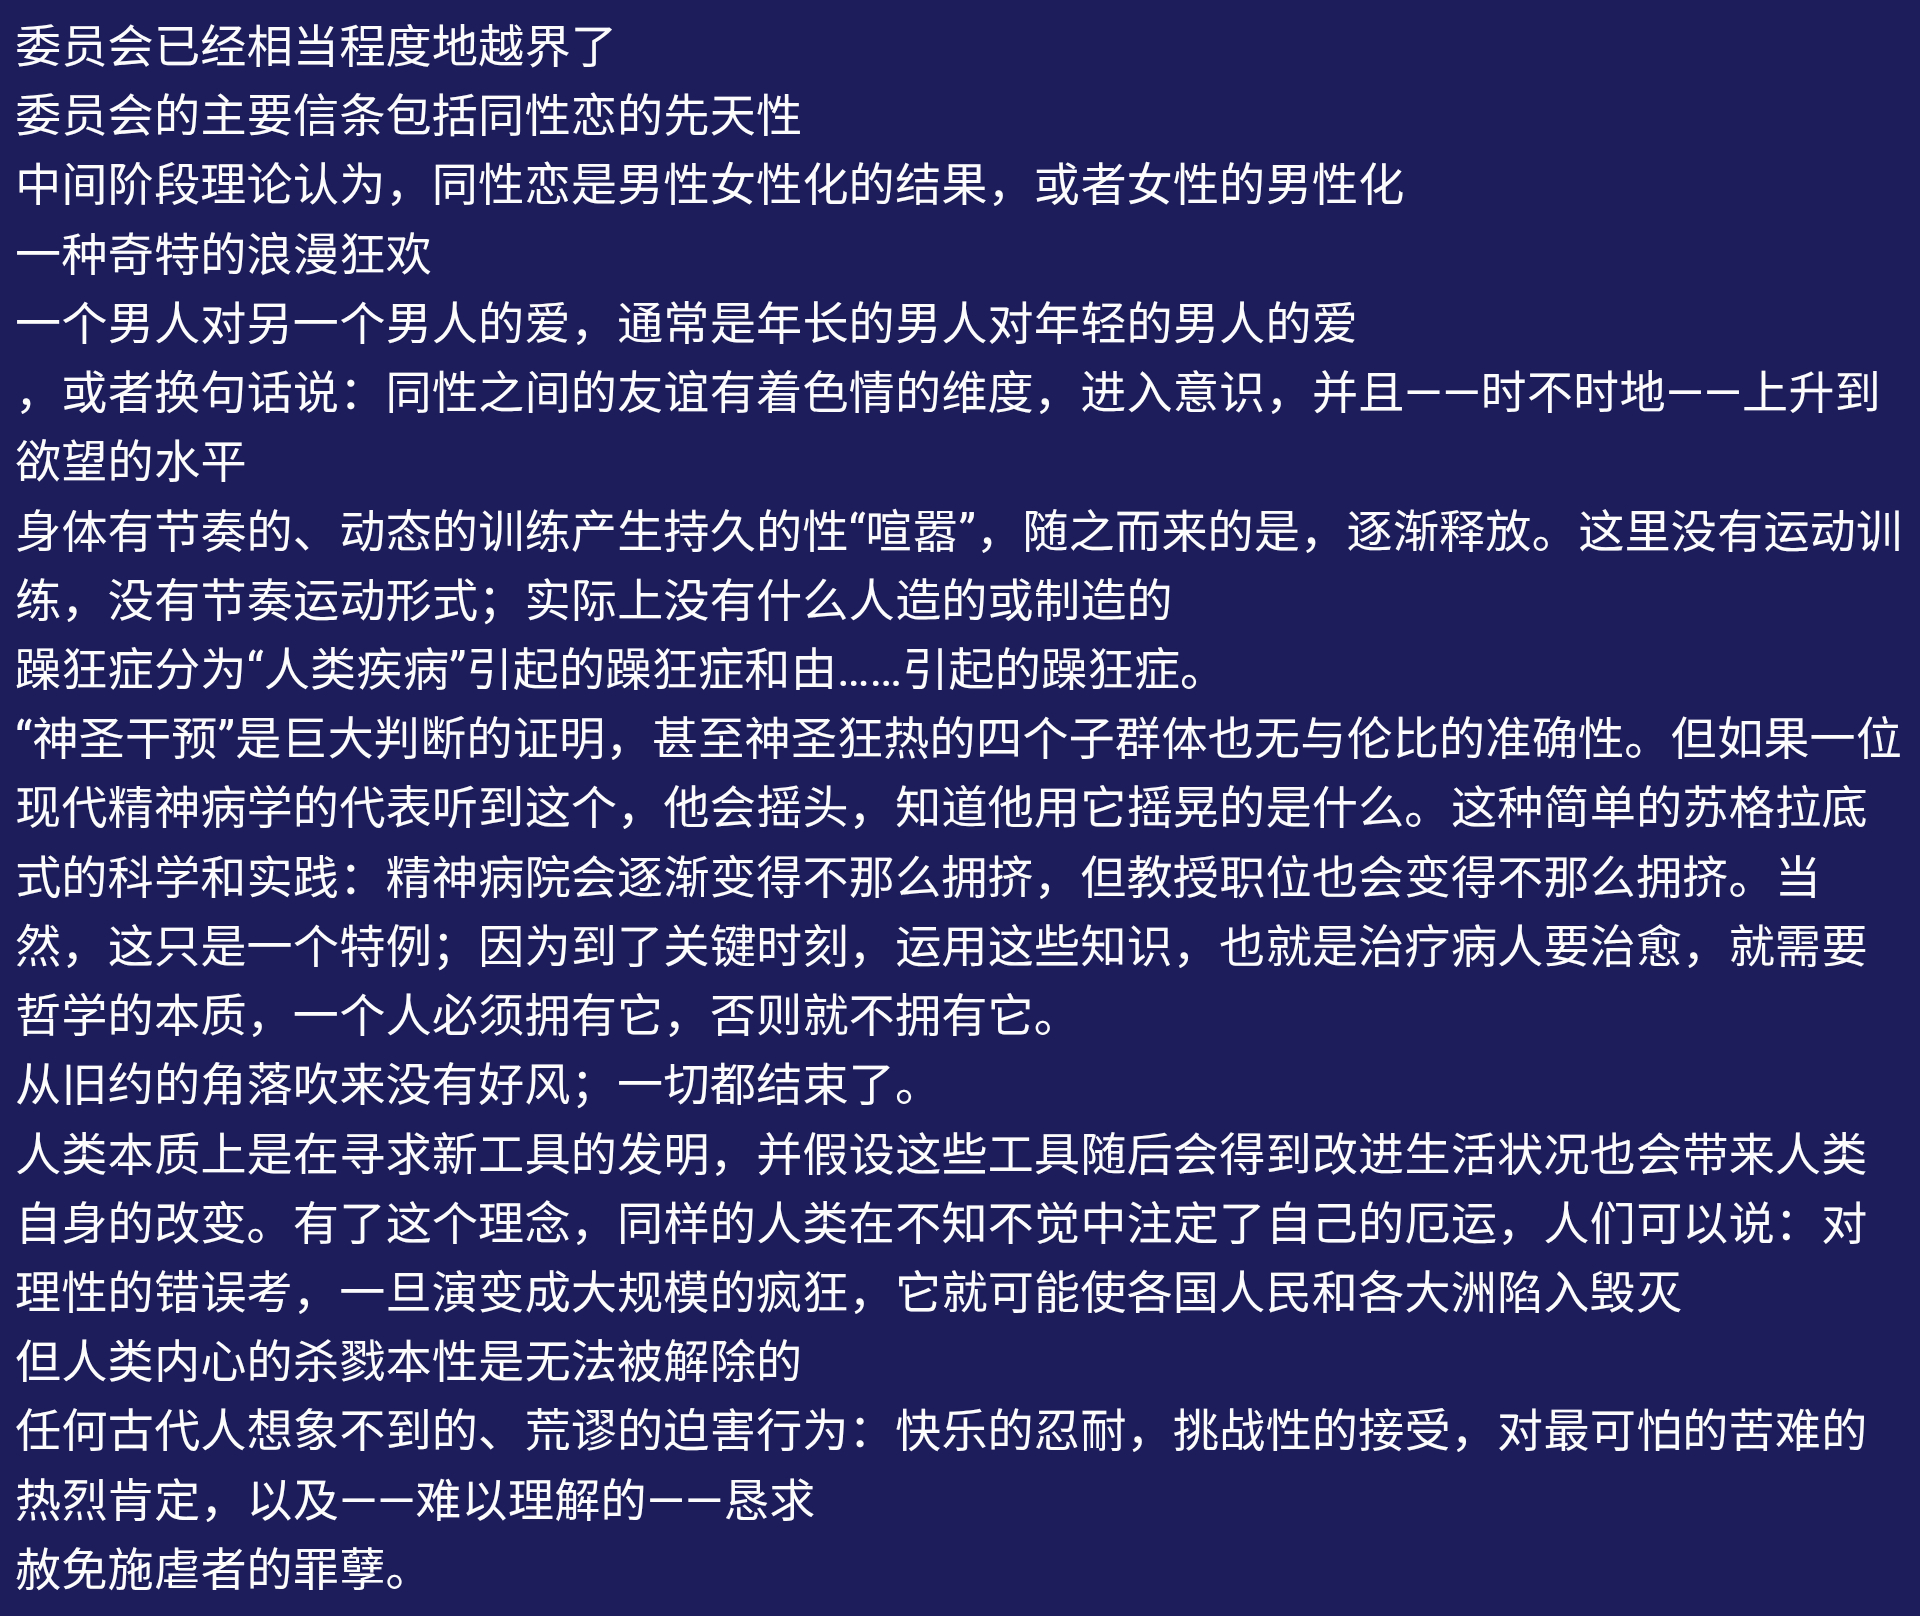 委员会已经相当程度地越界了
委员会的主要信条包括同性恋的先天性
中间阶段理论认为，同性恋是男性女性化的结果，或者女性的男性化
一种奇特的浪漫狂欢
一个男人对另一个男人的爱，通常是年长的男人对年轻的男人的爱
，或者换句话说：同性之间的友谊有着色情的维度，进入意识，并且——时不时地——上升到
欲望的水平
身体有节奏的、动态的训练产生持久的性“喧嚣”，随之而来的是，逐渐释放。这里没有运动训
练，没有节奏运动形式；实际上没有什么人造的或制造的
躁狂症分为“人类疾病”引起的躁狂症和由……引起的躁狂症。
“神圣干预”是巨大判断的证明，甚至神圣狂热的四个子群体也无与伦比的准确性。但如果一位
现代精神病学的代表听到这个，他会摇头，知道他用它摇晃的是什么。这种简单的苏格拉底
式的科学和实践：精神病院会逐渐变得不那么拥挤，但教授职位也会变得不那么拥挤。当
然，这只是一个特例；因为到了关键时刻，运用这些知识，也就是治疗病人要治愈，就需要
哲学的本质，一个人必须拥有它，否则就不拥有它。
从旧约的角落吹来没有好风；一切都结束了。
人类本质上是在寻求新工具的发明，并假设这些工具随后会得到改进生活状况也会带来人类
自身的改变。有了这个理念，同样的人类在不知不觉中注定了自己的厄运，人们可以说：对
理性的错误考，一旦演变成大规模的疯狂，它就可能使各国人民和各大洲陷入毁灭
但人类内心的杀戮本性是无法被解除的
任何古代人想象不到的、荒谬的迫害行为：快乐的忍耐，挑战性的接受，对最可怕的苦难的
热烈肯定，以及——难以理解的——恳求
赦免施虐者的罪孽。